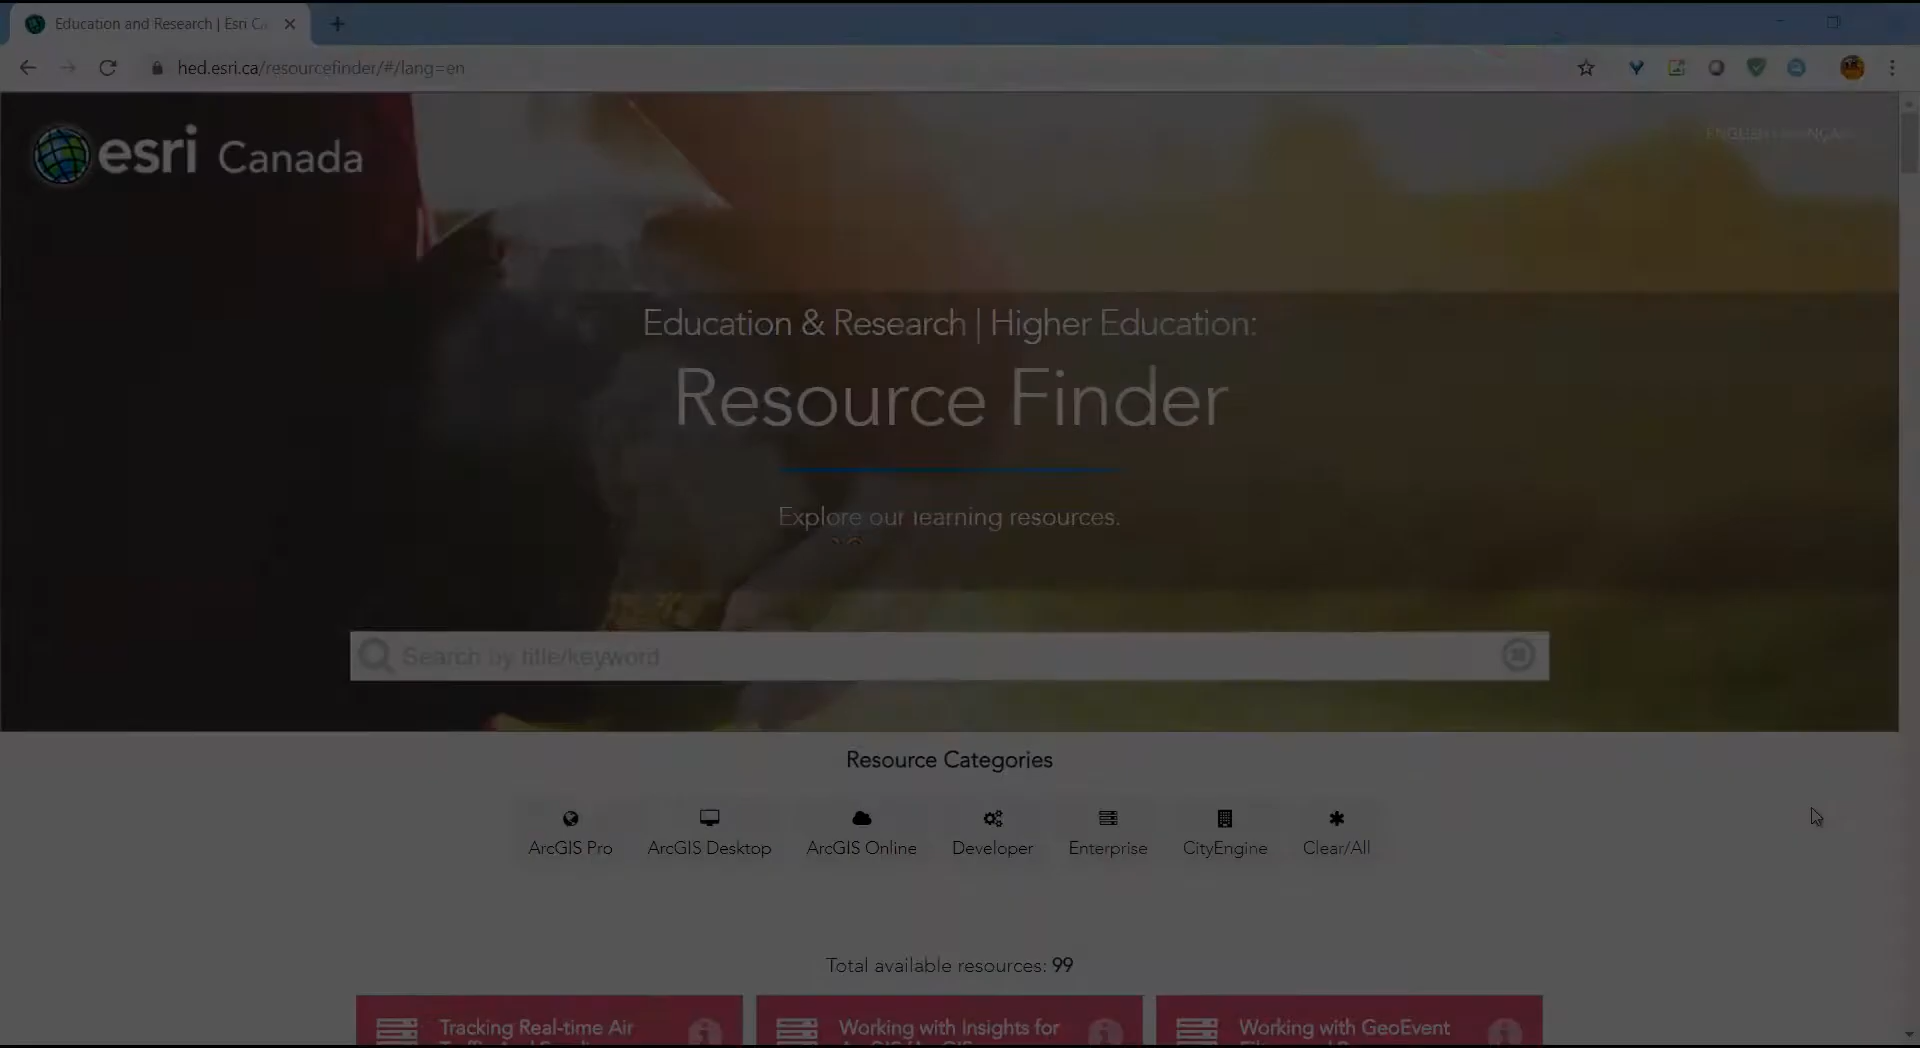 Education and Research | Esri Ca
hed.esri.ca/resourcefinder/#/lang=en
esri Canada
Education & Research | Higher Education:
Resource Finder
Explore our learning resources.
Search by title/keyword
Resource Categories
ArcGIS Pro
ArcGIS Desktop
ArcGIS Online
Developer
Enterprise
CityEngine
Clear/All
Total available resources: 99
Tracking Real-time Air
Working with Insights for
Working with GeoEvent